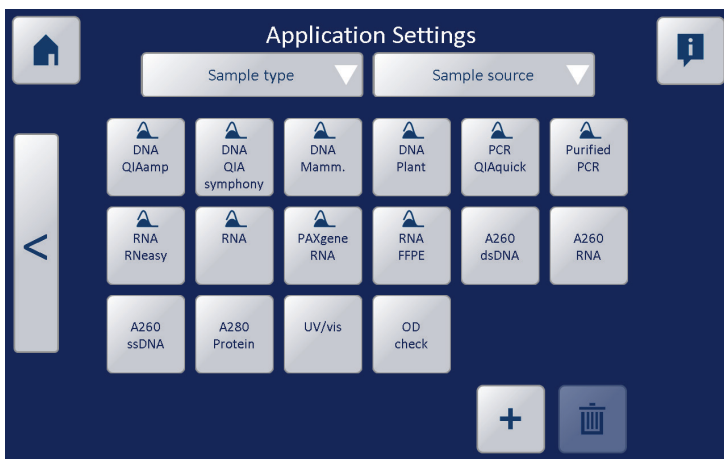 Application Settings
Sample type
Sample source
DNA
QIAamp
DNA
QIA
symphony
DNA
Mamm.
DNA
Plant
PCR
QIAquick
Purified
PCR
RNA
RNeasy
RNA
PAXgene
RNA
RNA
FFPE
A260
dsDNA
A260
RNA
A260
ssDNA
A280
Protein
UV/vis
OD
check
<
+